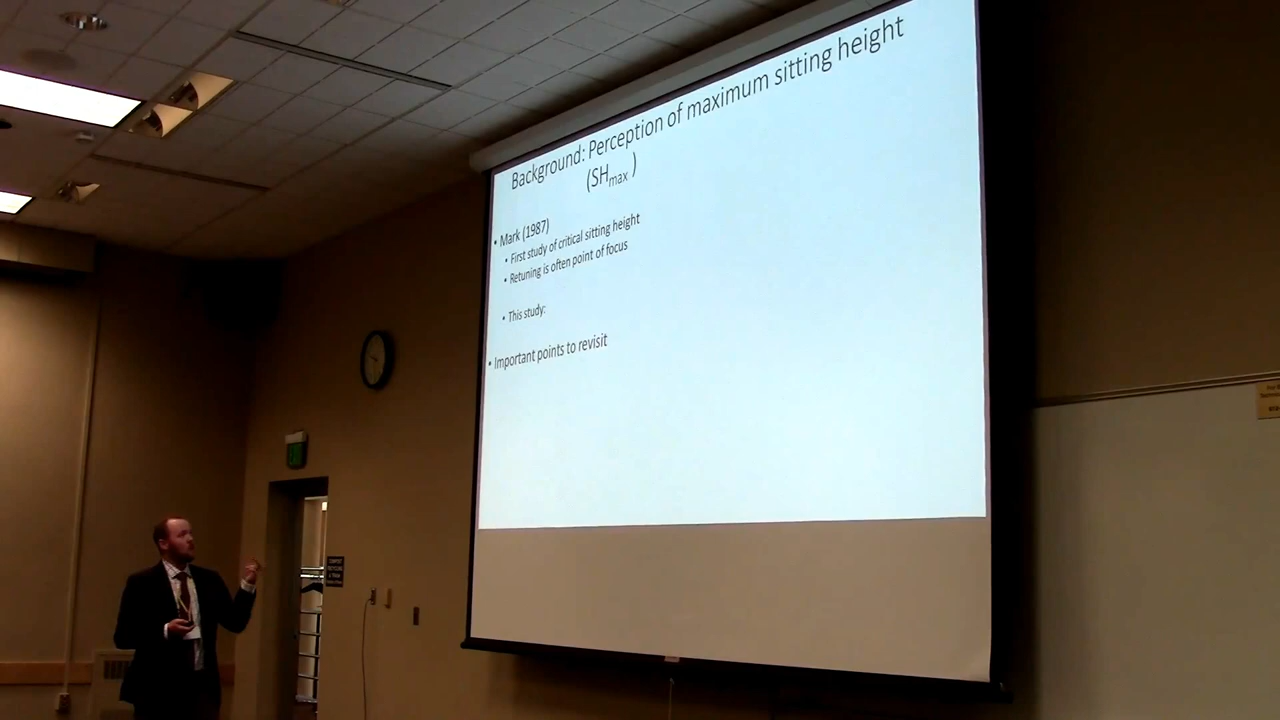 Background: Perception of maximum sitting height
(SHmax )
• Mark (1987)
• First study of critical sitting height
• Retuning is often point of focus
• This study:
• Important points to revisit